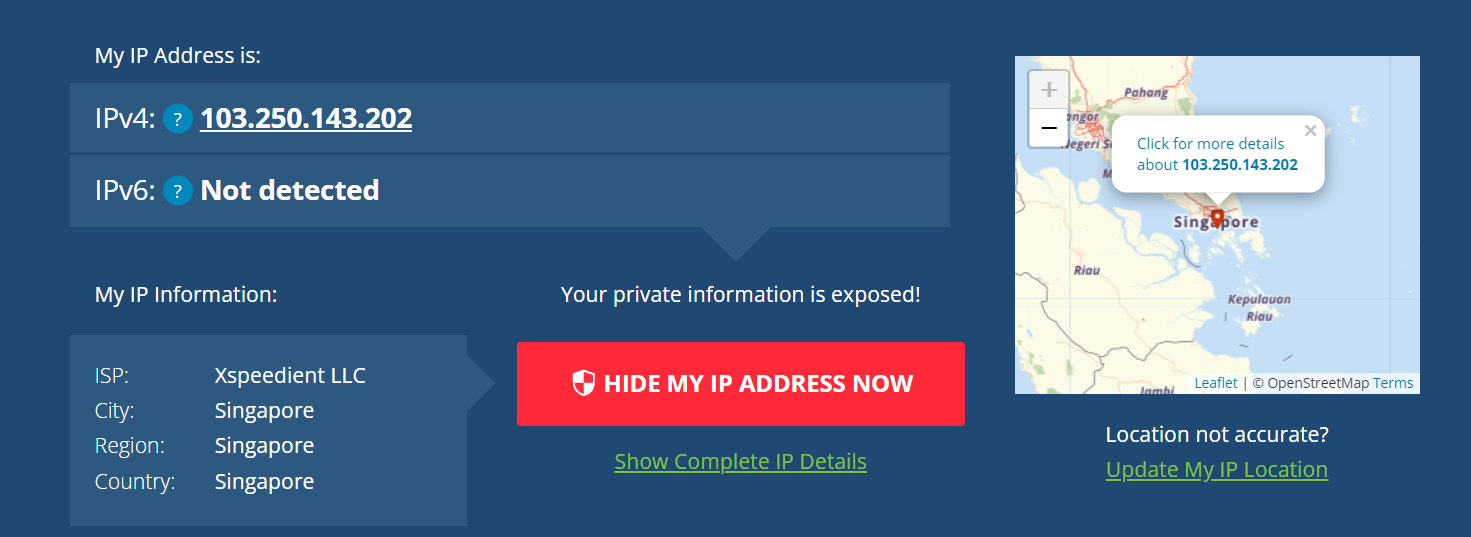 My IP Address is:
IPv4: ? 103.250.143.202
IPv6: ? Not detected
My IP Information:
ISP: Xspeedient LLC
City: Singapore
Region: Singapore
Country: Singapore
Your private information is exposed!
HIDE MY IP ADDRESS NOW
Show Complete IP Details
+
−
Pahang
angor
Negeri S
M
Click for more details
about 103.250.143.202
×
Singapore
Riau
Kepulauan
Riau
Jambi
Leaflet | © OpenStreetMap Terms
Location not accurate?
Update My IP Location